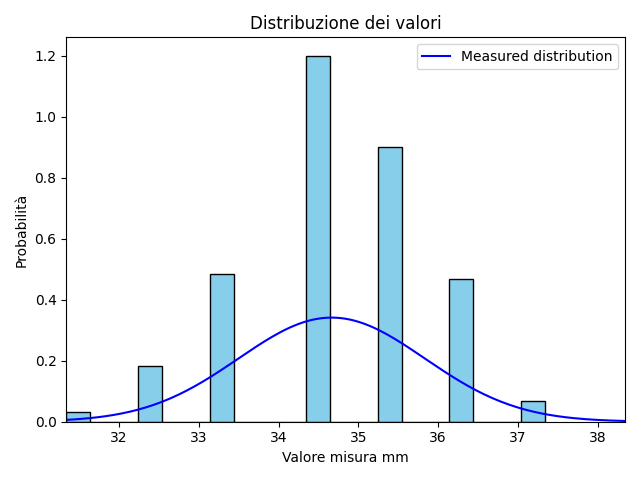 Distribuzione dei valori
Measured distribution
1.2
1.0
0.8
0.6
0.4
0.2
0.0
Probabilità
32 33 34 35 36 37 38
Valore misura mm